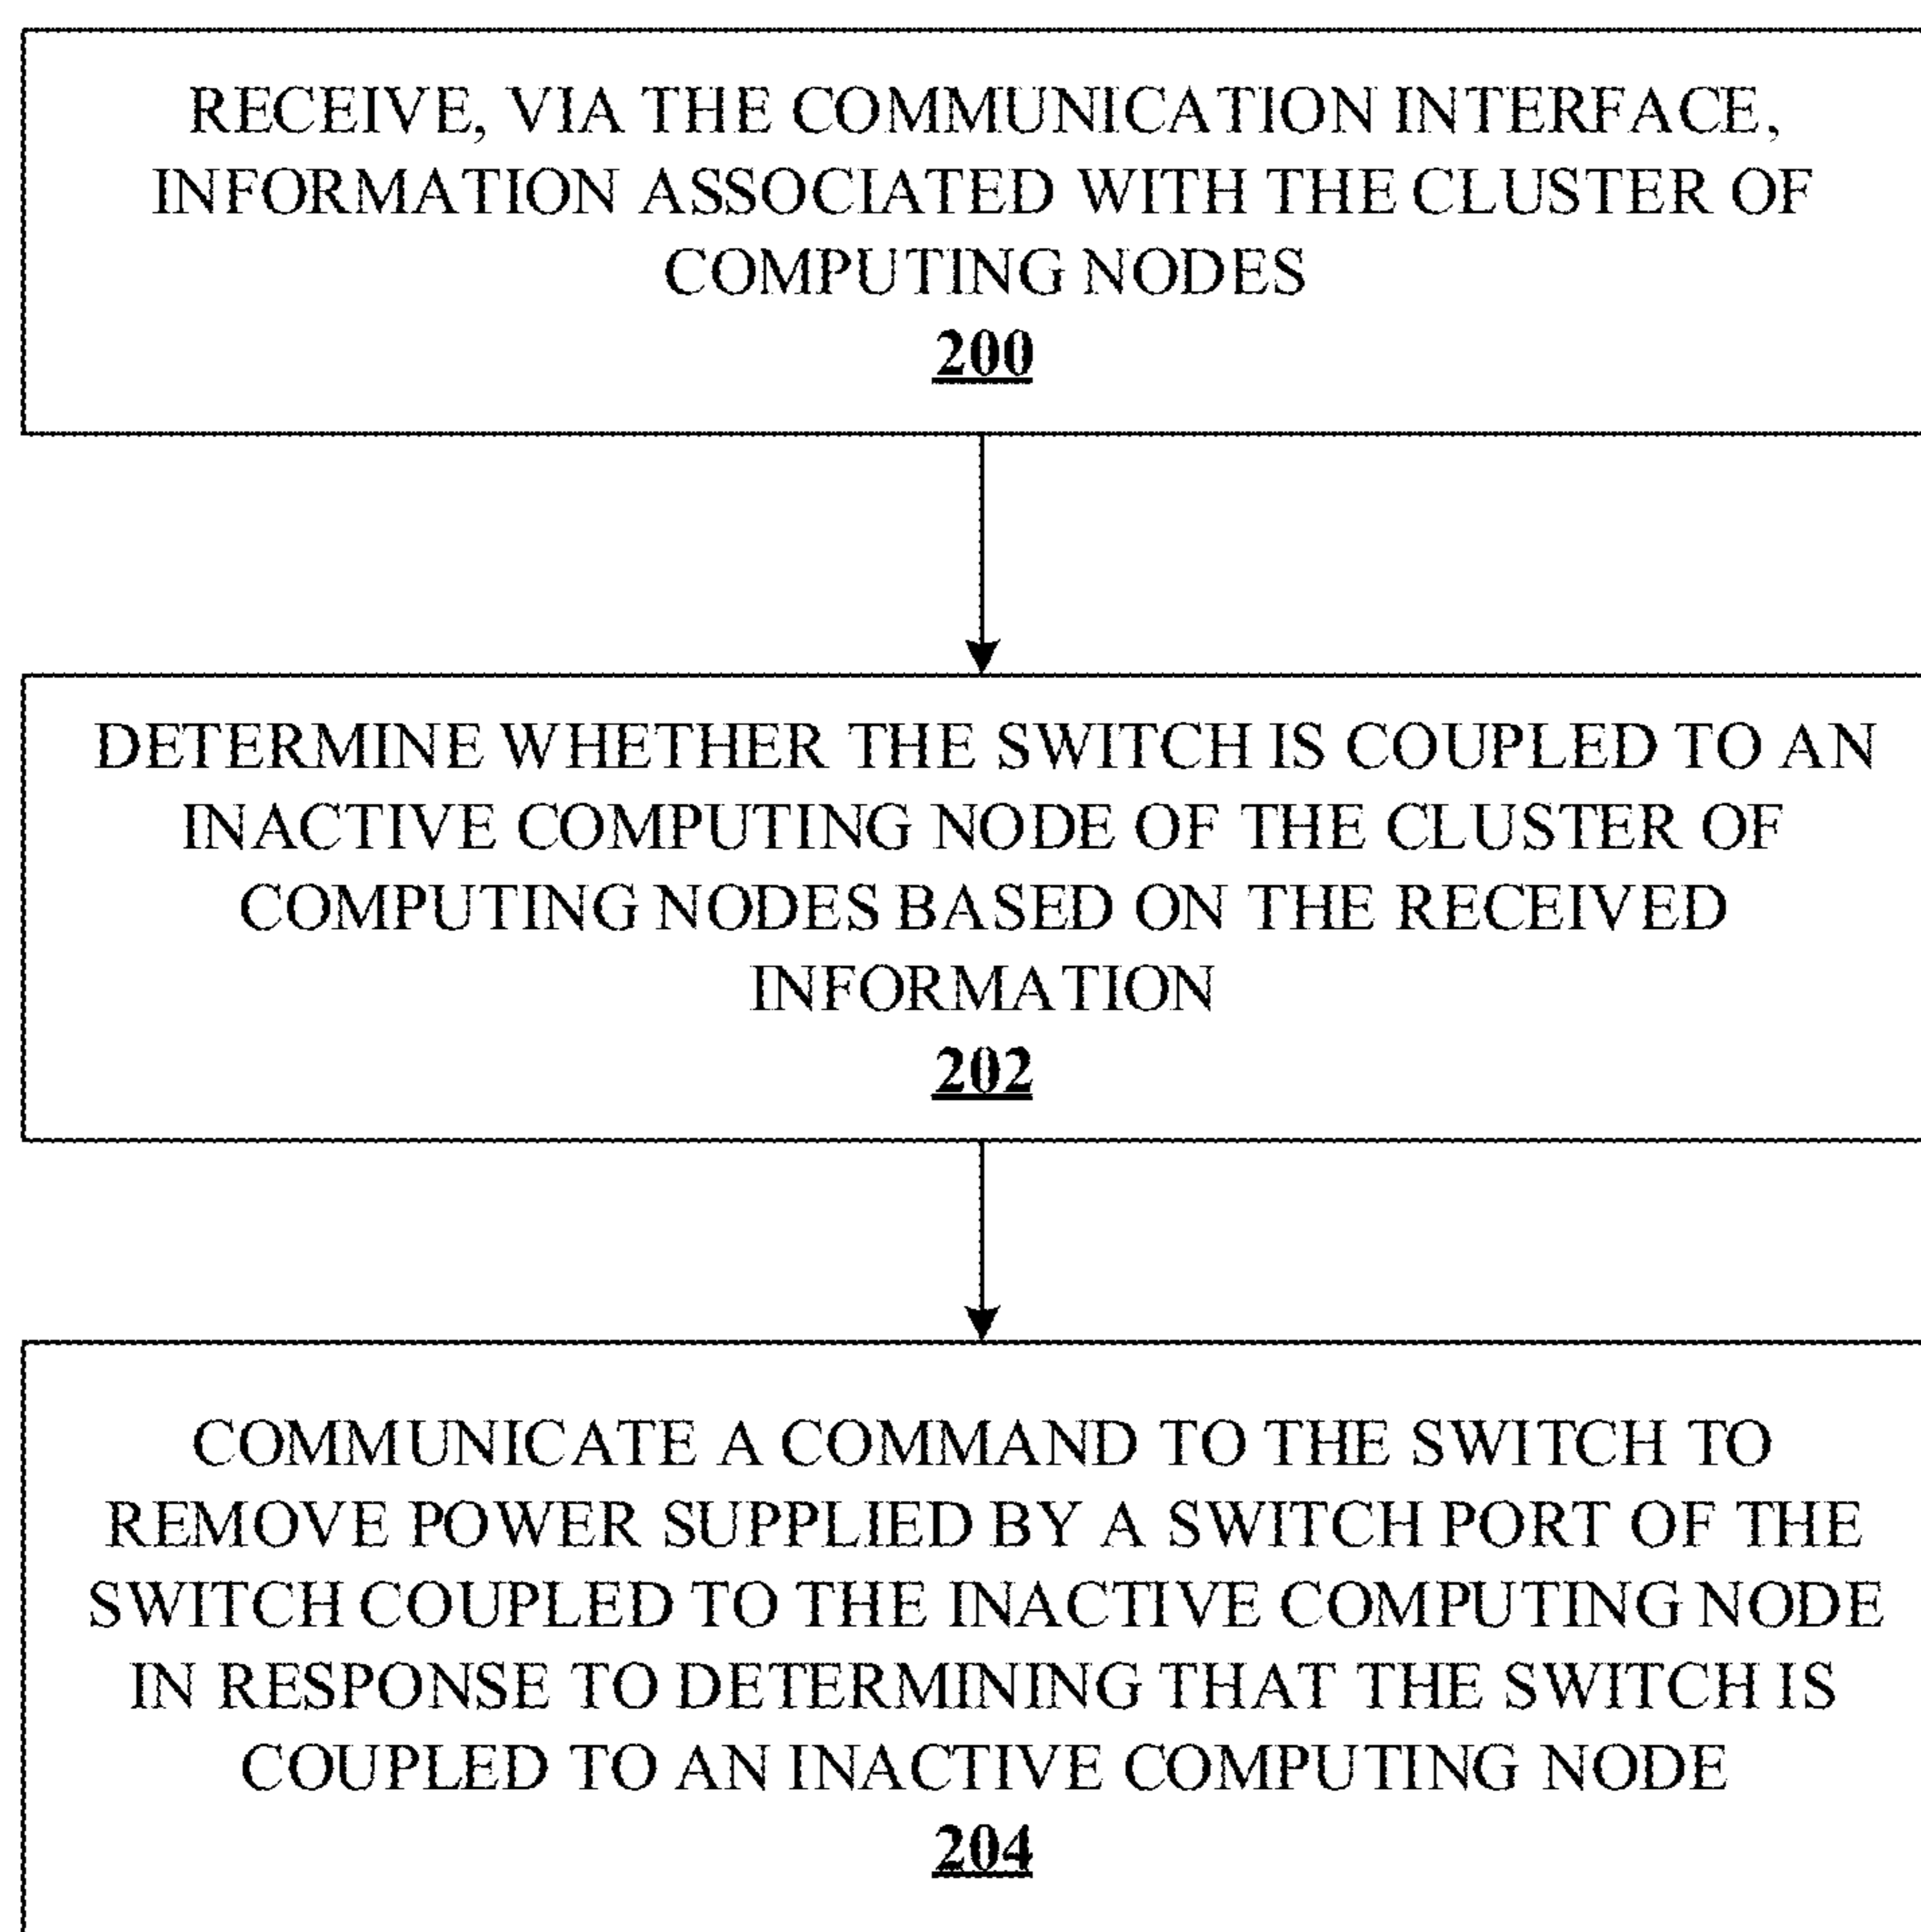 RECEIVE, VIA THE COMMUNICATION INTERFACE,
INFORMATION ASSOCIATED WITH THE CLUSTER OF
COMPUTING NODES
200
DETERMINE WHETHER THE SWITCH IS COUPLED TO AN
INACTIVE COMPUTING NODE OF THE CLUSTER OF
COMPUTING NODES BASED ON THE RECEIVED
INFORMATION
202
COMMUNICATE A COMMAND TO THE SWITCH TO
REMOVE POWER SUPPLIED BY A SWITCH PORT OF THE
SWITCH COUPLED TO THE INACTIVE COMPUTING NODE
IN RESPONSE TO DETERMINING THAT THE SWITCH IS
COUPLED TO AN INACTIVE COMPUTING NODE
204